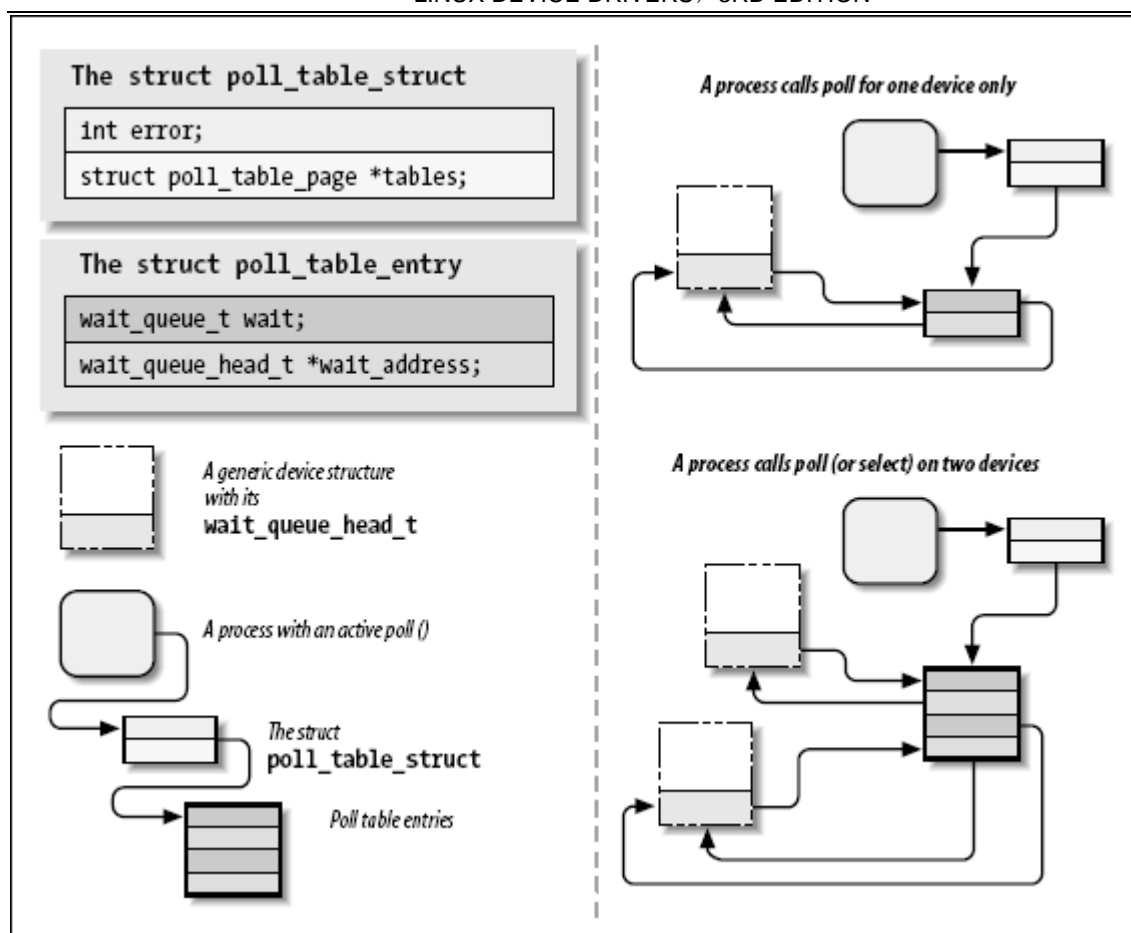 LINUX DEVICE DRIVERS, 3RD EDITION
The struct poll_table_struct
int error;
struct poll_table_page *tables;
The struct poll_table_entry
wait_queue_t wait;
wait_queue_head_t *wait_address;
A generic device structure
with its
wait_queue_head_t
A process with an active poll ()
The struct
poll_table_struct
Poll table entries
A process calls poll for one device only
A process calls poll (or select) on two devices